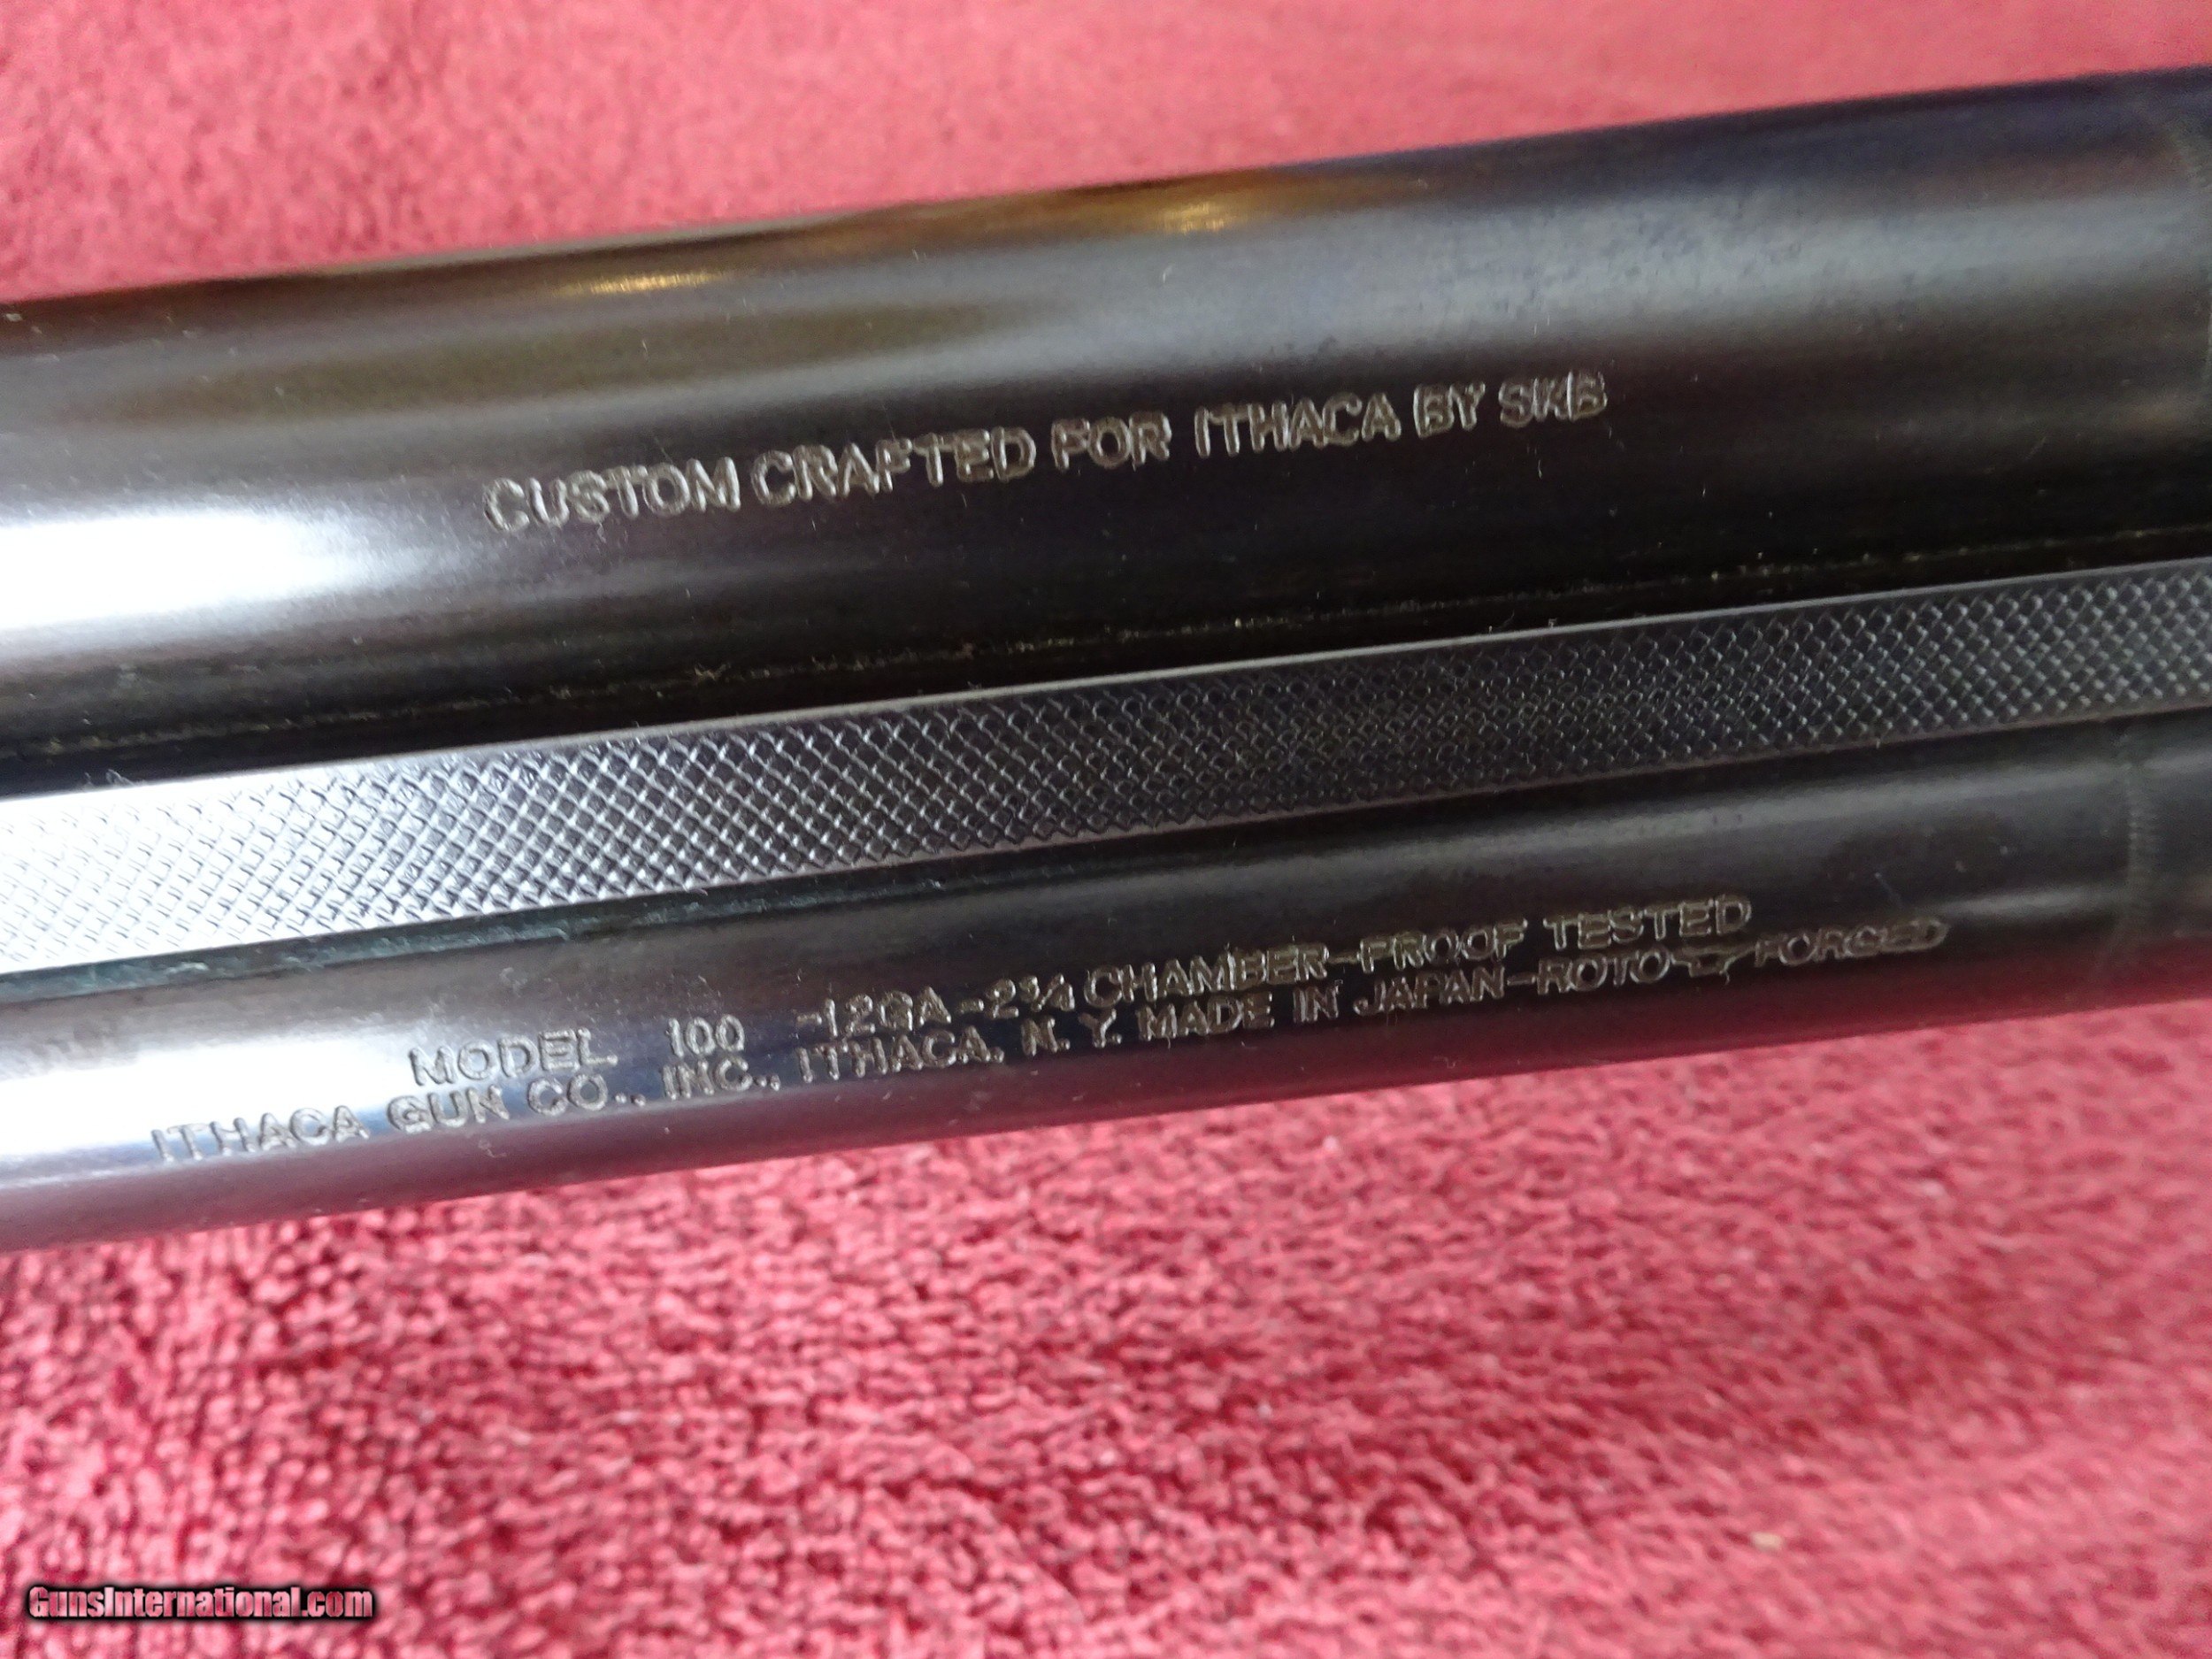 CUSTOM CRAFTED FOR ITHACA BY SKB
MODEL 100 -12GA-2¾ CHAMBER-PROOF TESTED
ITHACA GUN CO., INC., ITHACA, N. Y. MADE IN JAPAN-ROTO FORGED
GunsInternational.com